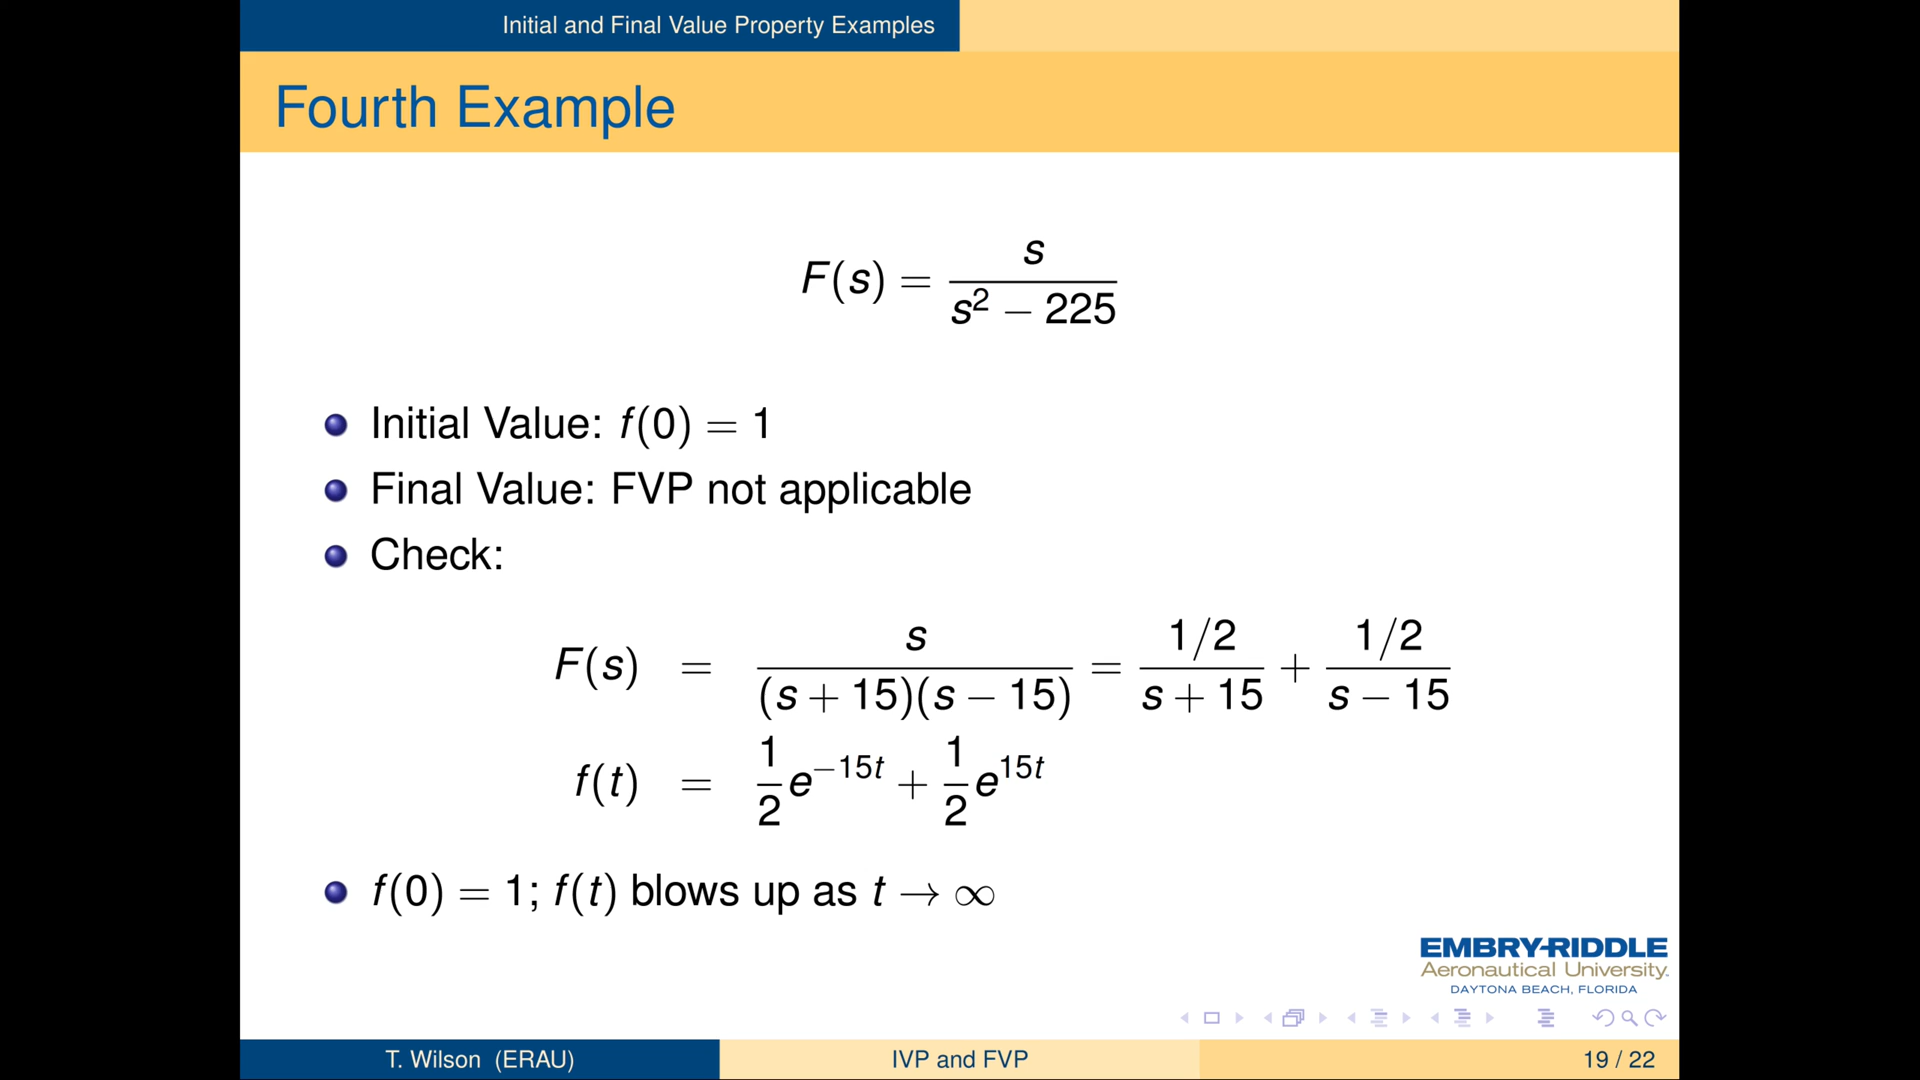 Initial and Final Value Property Examples
Fourth Example
F(s) = s / (s² − 225)
Initial Value: f(0) = 1
Final Value: FVP not applicable
Check:
F(s) = s / ((s + 15)(s − 15)) = (1/2) / (s + 15) + (1/2) / (s − 15)
f(t) = 1/2 e^{−15t} + 1/2 e^{15t}
f(0) = 1; f(t) blows up as t → ∞
EMBRY-RIDDLE
Aeronautical University.
DAYTONA BEACH, FLORIDA
T. Wilson (ERAU) IVP and FVP 19 / 22